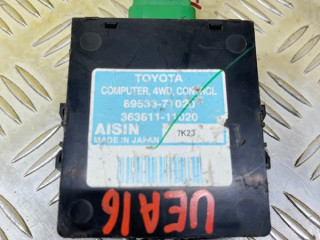 TOYOTA
COMPUTER, 4WD, CONTROL
89533-71020
363611-11020
AISIN
MADE IN JAPAN
7K23
UEA16